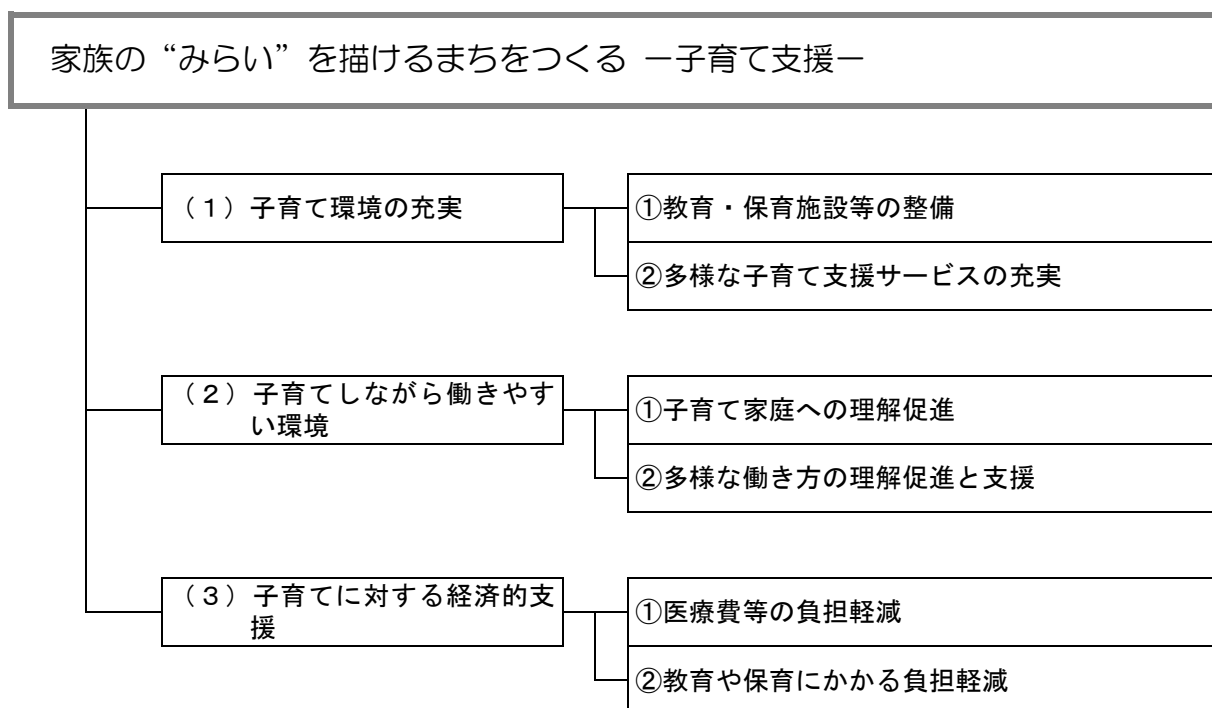 家族の“みらい”を描けるまちをつくる －子育て支援－
（１）子育て環境の充実
①教育・保育施設等の整備
②多様な子育て支援サービスの充実
（２）子育てしながら働きやす
い環境
①子育て家庭への理解促進
②多様な働き方の理解促進と支援
（３）子育てに対する経済的支
援
①医療費等の負担軽減
②教育や保育にかかる負担軽減